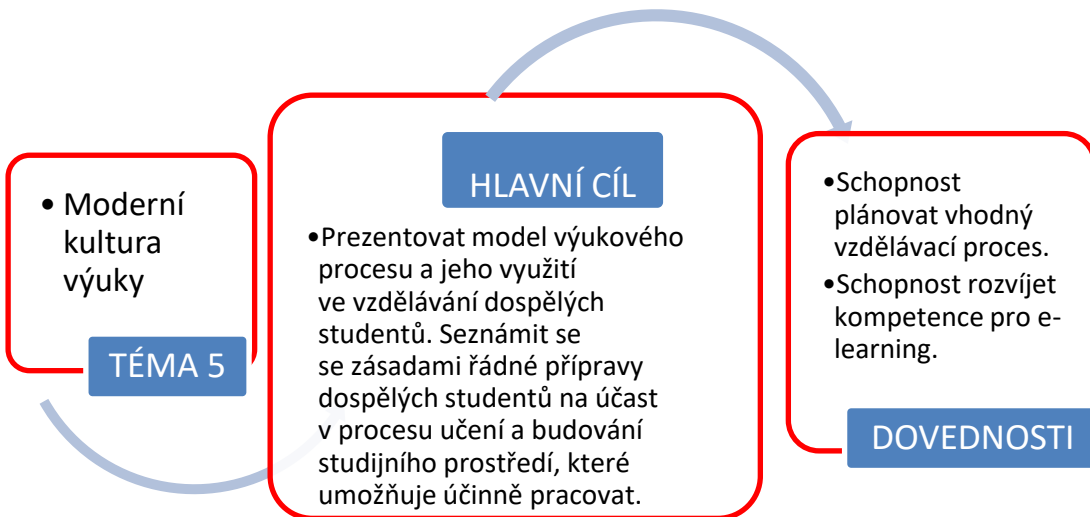 • Moderní
kultura
výuky
TÉMA 5
HLAVNÍ CÍL
•Prezentovat model výukového
procesu a jeho využití
ve vzdělávání dospělých
studentů. Seznámit se
se zásadami řádné přípravy
dospělých studentů na účast
v procesu učení a budování
studijního prostředí, které
umožňuje účinně pracovat.
•Schopnost
plánovat vhodný
vzdělávací proces.
•Schopnost rozvíjet
kompetence pro e-
learning.
DOVEDNOSTI